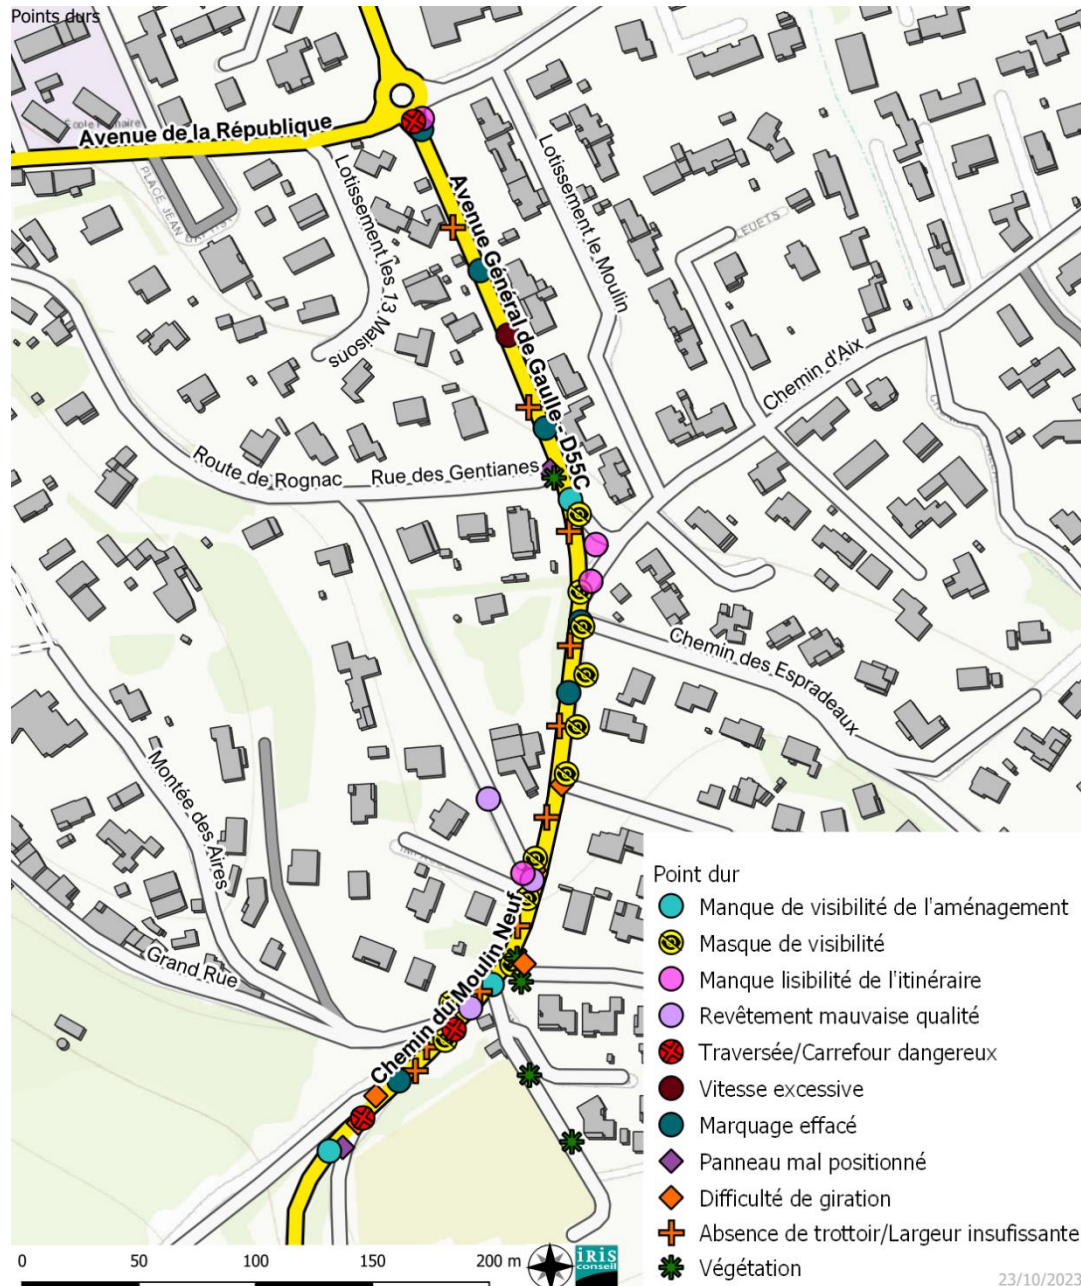 Points durs
Avenue de la République
PLACE JEAN
Lotissement les 13 Maisons
Avenue Général de Gaulle - D55C
Lotissement le Moulin
Chemin d'Aix
Route de Rognac
Rue des Gentianes
Chemin des Espradeaux
Montée des Aires
Grand Rue
Chemin du Moulin Neuf
Point dur
Manque de visibilité de l'aménagement
Masque de visibilité
Manque lisibilité de l'itinéraire
Revêtement mauvaise qualité
Traversée/Carrefour dangereux
Vitesse excessive
Marquage effacé
Panneau mal positionné
Difficulté de giration
Absence de trottoir/Largeur insuffisante
Végétation
0 50 100 150 200 m
iRiS
conseil
23/10/2023